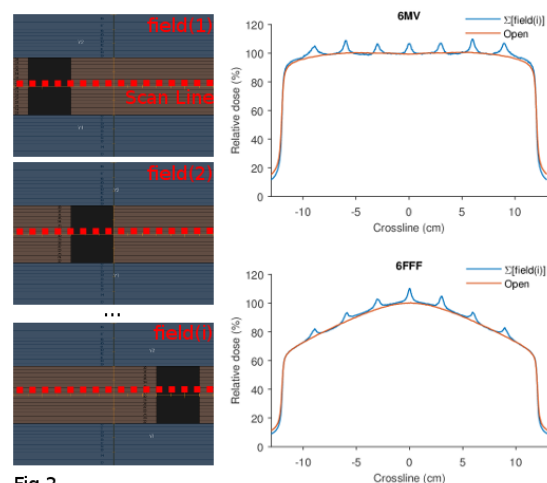 field(1)
Scan Line
field(2)
...
field(i)
Fig 2
6MV
Σ[field(i)]
Open
Relative dose (%)
120
100
80
60
40
20
0
-10
-5
0
5
10
Crossline (cm)
6FFF
Σ[field(i)]
Open
Relative dose (%)
120
100
80
60
40
20
0
-10
-5
0
5
10
Crossline (cm)